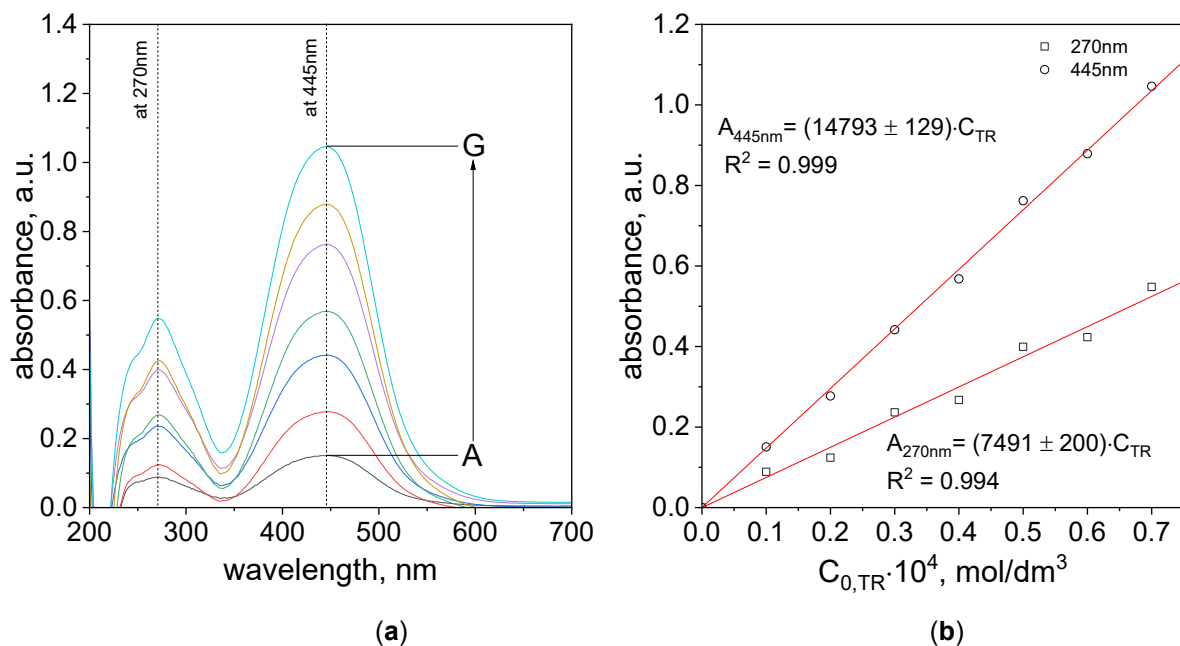 1.4
1.2
1.0
0.8
0.6
0.4
0.2
0.0
absorbance, a.u.
at 270nm
at 445nm
G
A
200 300 400 500 600 700
wavelength, nm
(a)
1.2
1.0
0.8
0.6
0.4
0.2
0.0
absorbance, a.u.
270nm
445nm
A445nm= (14793 ± 129)·CTR
R² = 0.999
A270nm= (7491 ± 200)·CTR
R² = 0.994
0.0 0.1 0.2 0.3 0.4 0.5 0.6 0.7
C0,TR·10⁴, mol/dm³
(b)